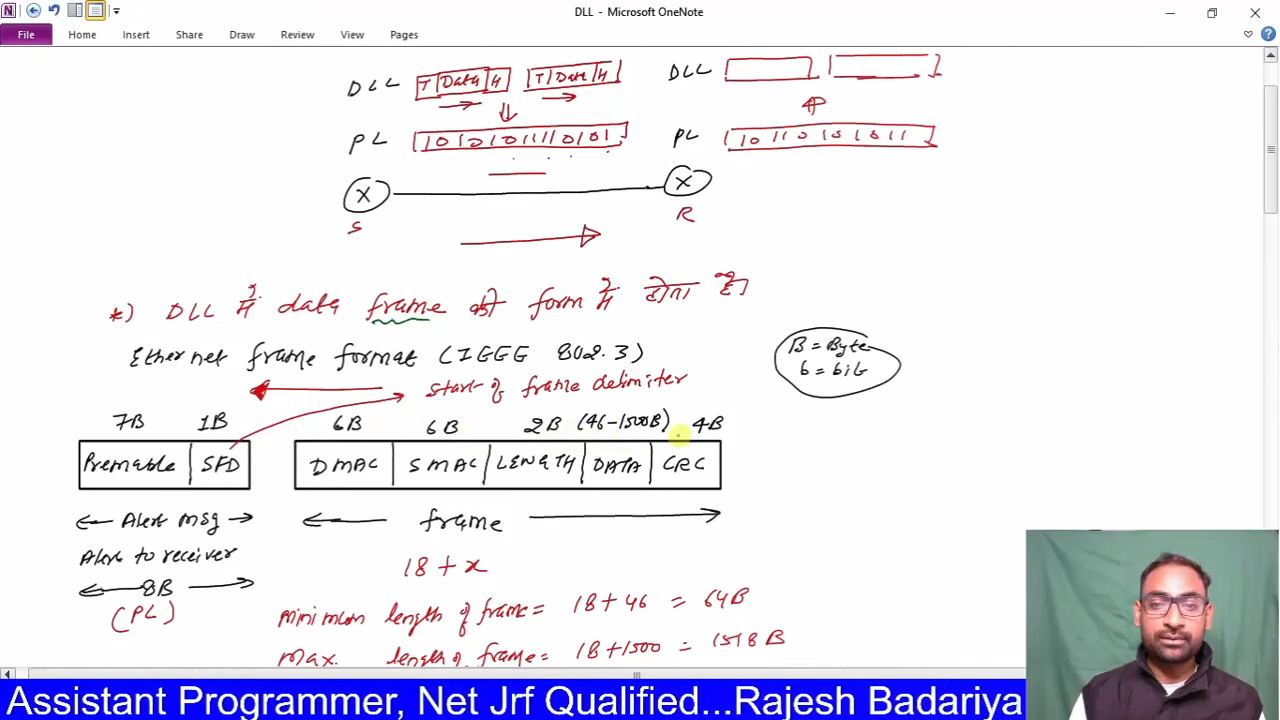 DLL - Microsoft OneNote
File Home Insert Share Draw Review View Pages
DLL T Data H T Data H DLL
PL 101010111110101 PL 10110101011
X X
S R
*) DLL में data frame की form में होता है
Ethernet frame format (IEEE 802.3)
B = Byte
b = bit
start of frame delimiter
7B 1B 6B 6B 2B (46-1500B) 4B
Premable SFD DMAC SMAC LENGTH DATA CRC
Alert msg frame
Alert to receiver
18 + x
8B
(PL)
minimum length of frame = 18 + 46 = 64B
max. length of frame = 18 + 1500 = 1518 B
Assistant Programmer, Net Jrf Qualified...Rajesh Badariya